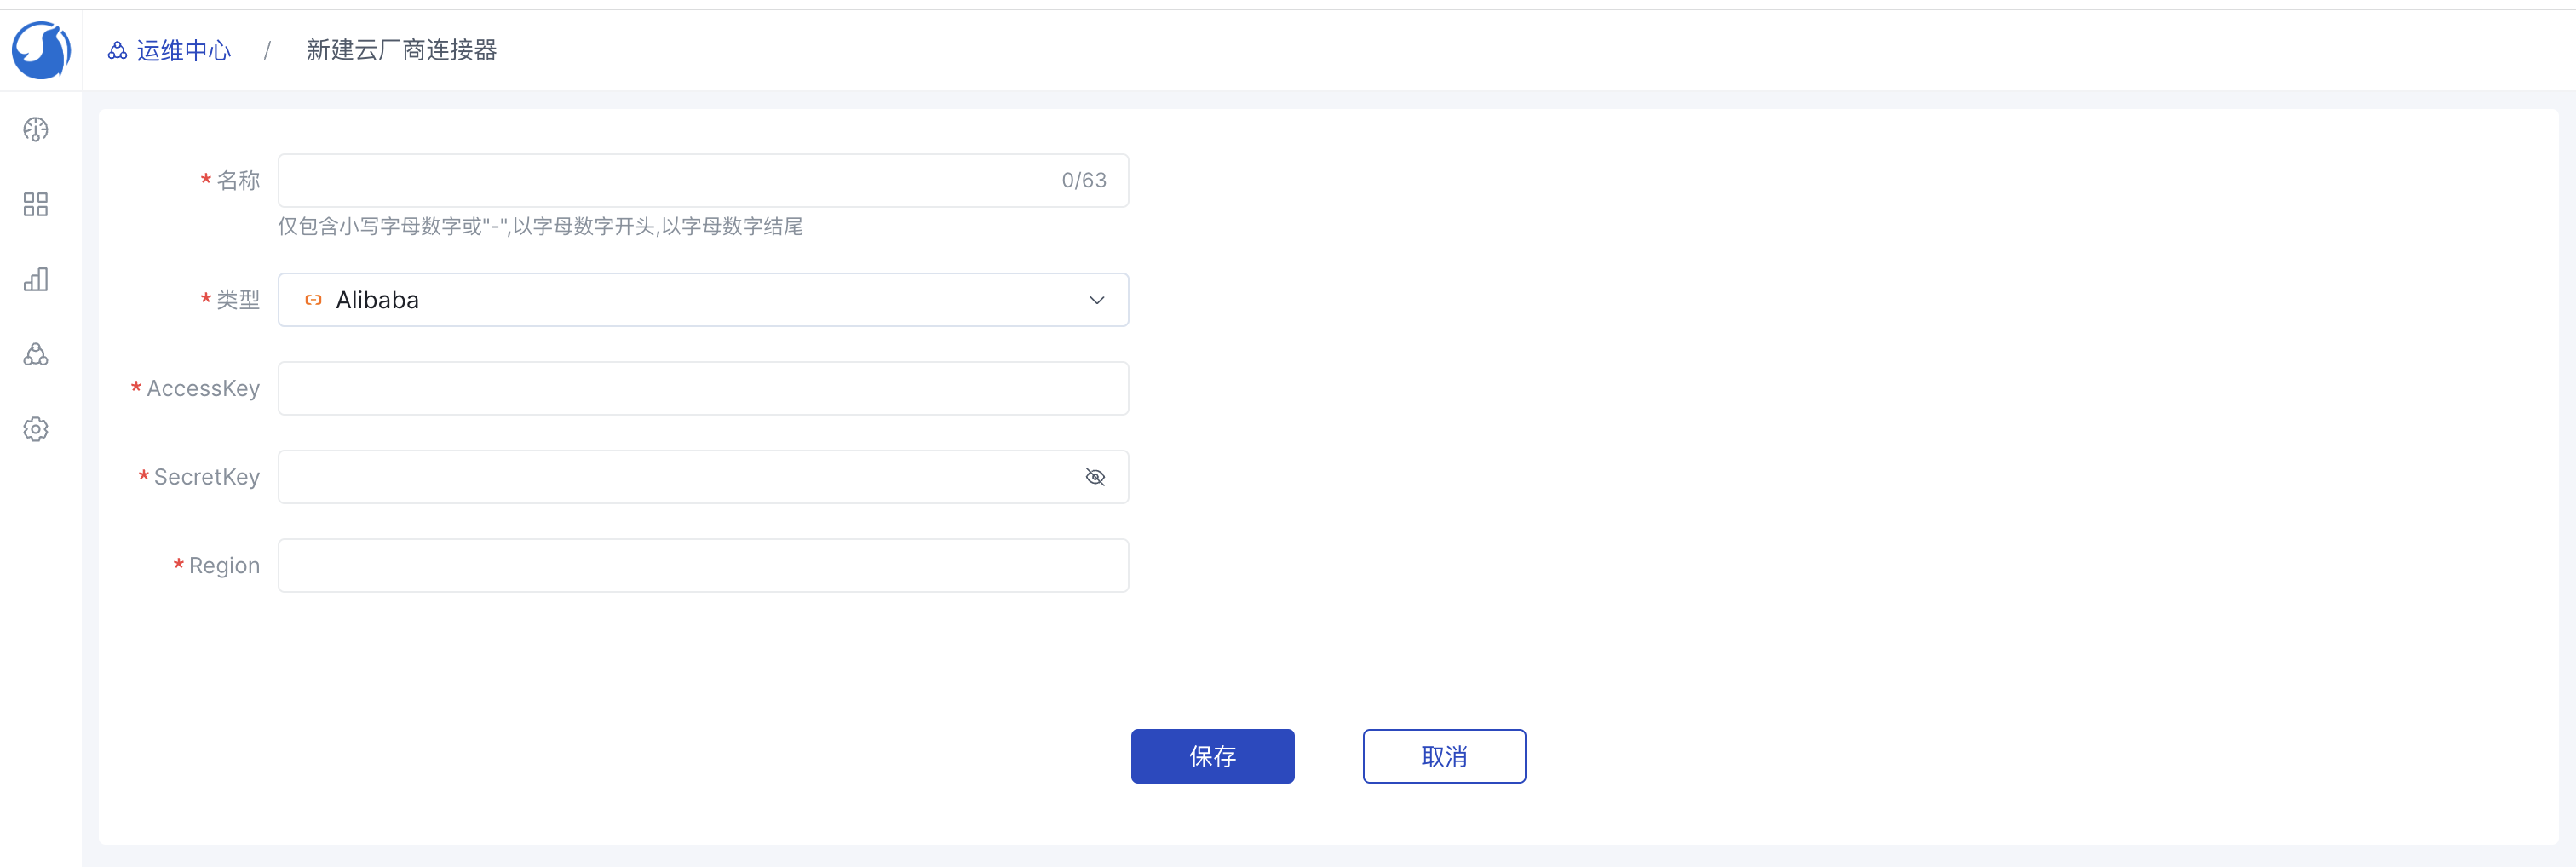 运维中心 / 新建云厂商连接器
* 名称 0/63
仅包含小写字母数字或"-",以字母数字开头,以字母数字结尾
* 类型 Alibaba
* AccessKey
* SecretKey
* Region
保存 取消